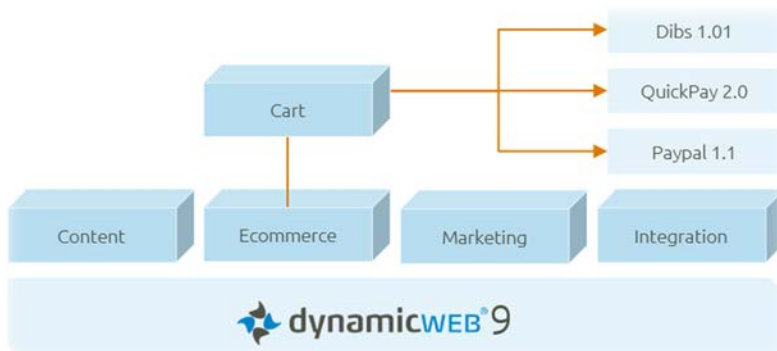 Dibs 1.01
Cart
QuickPay 2.0
Paypal 1.1
Content
Ecommerce
Marketing
Integration
dynamicWEB® 9